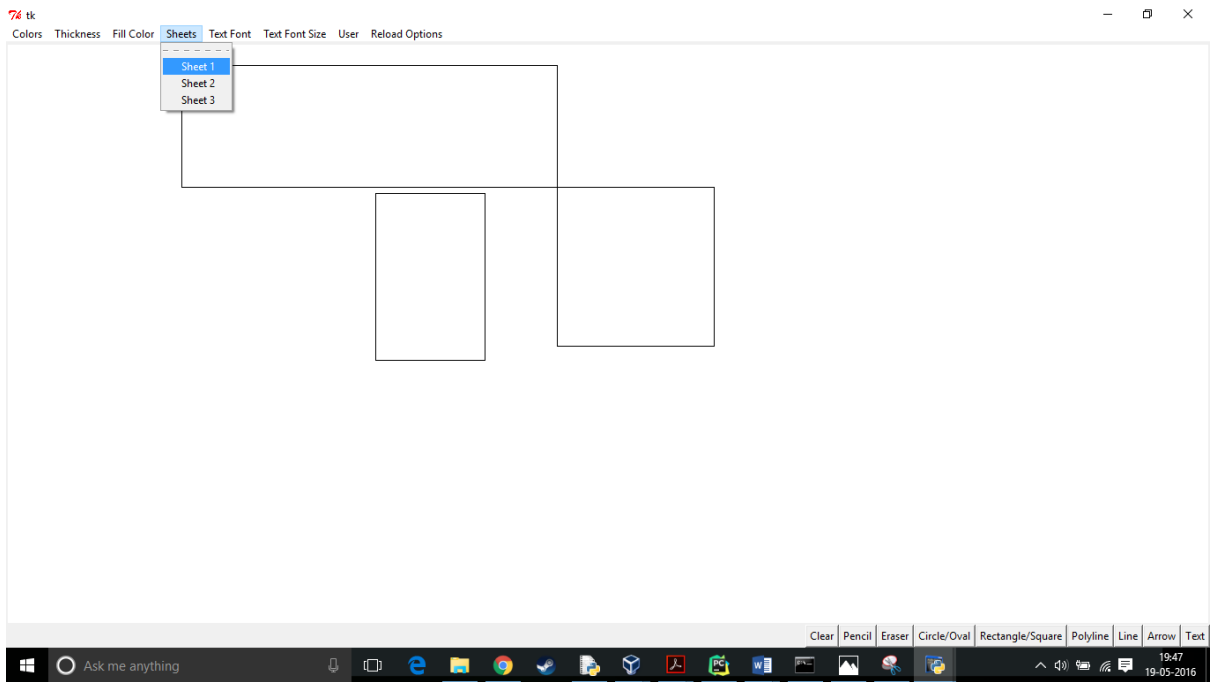 tk
Colors Thickness Fill Color Sheets Text Font Text Font Size User Reload Options
Sheet 1
Sheet 2
Sheet 3
Clear Pencil Eraser Circle/Oval Rectangle/Square Polyline Line Arrow Text
Ask me anything
19:47
19-05-2016